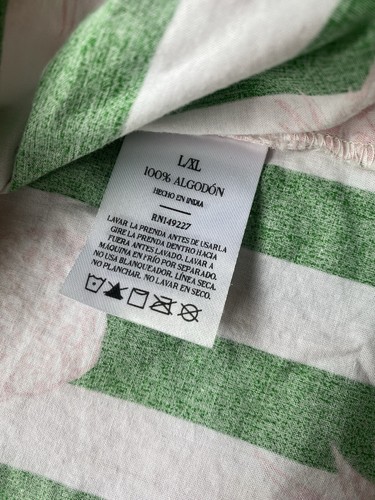 L/XL
100% ALGODÓN
HECHO EN INDIA
RN149227
LAVAR LA PRENDA ANTES DE USARLA
GIRE LA PRENDA DENTRO HACIA
FUERA ANTES LAVADO. LAVAR A
MÁQUINA EN FRÍO POR SEPARADO.
NO USA BLANQUEADOR. LÍNEA SECA.
NO PLANCHAR. NO LAVAR EN SECO.